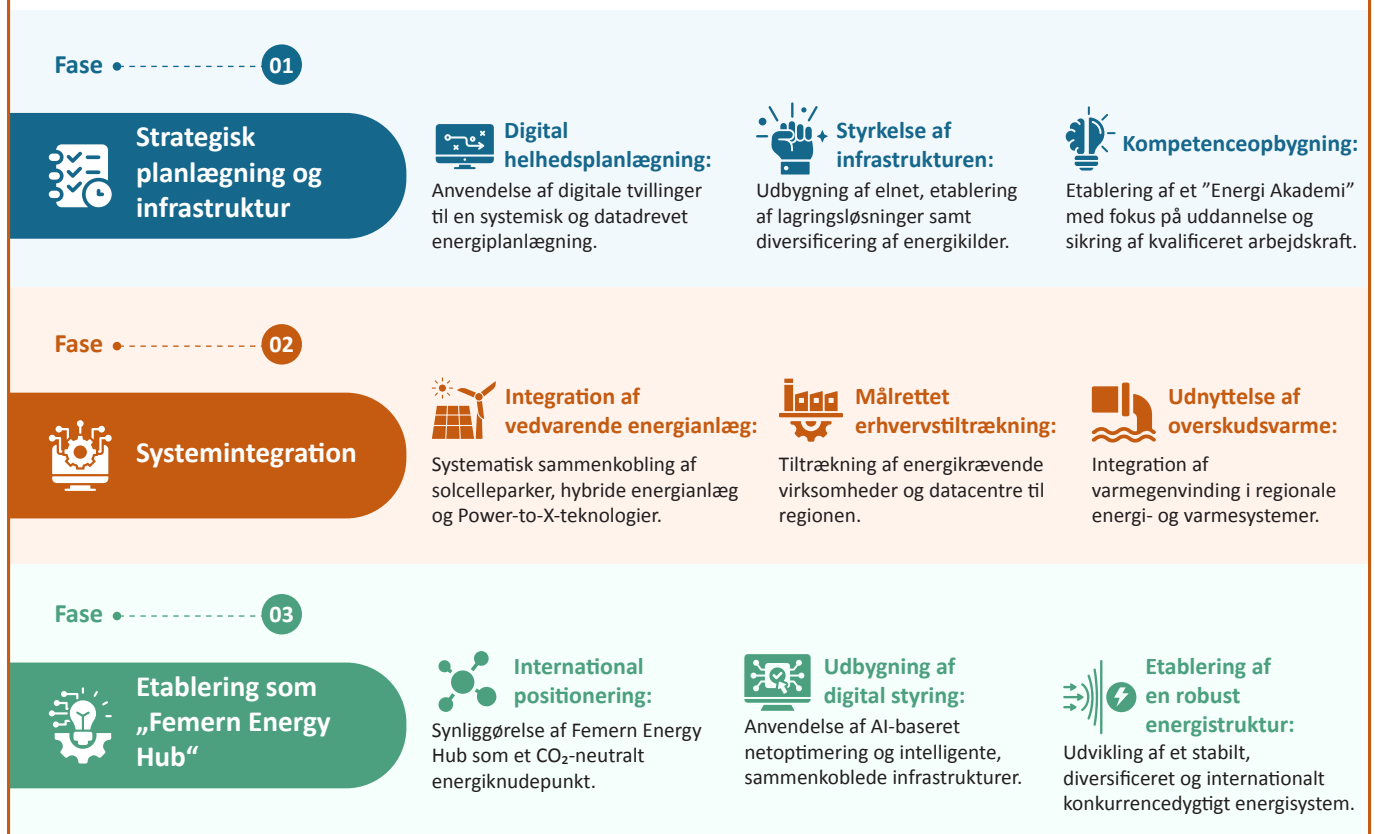 Fase 01
Strategisk
planlægning og
infrastruktur
Digital
helhedsplanlægning:
Anvendelse af digitale tvillinger
til en systemisk og datadrevet
energiplanlægning.
Styrkelse af
infrastrukturen:
Udbygning af elnet, etablering
af lagringsløsninger samt
diversificering af energikilder.
Kompetenceopbygning:
Etablering af et ”Energi Akademi”
med fokus på uddannelse og
sikring af kvalificeret arbejdskraft.
Fase 02
Systemintegration
Integration af
vedvarende energianlæg:
Systematisk sammenkobling af
solcelleparker, hybride energianlæg
og Power-to-X-teknologier.
Målrettet
erhvervstiltrækning:
Tiltrækning af energikrævende
virksomheder og datacentre til
regionen.
Udnyttelse af
overskudsvarme:
Integration af
varmegenvinding i regionale
energi- og varmesystemer.
Fase 03
Etablering som
„Femern Energy
Hub“
International
positionering:
Synliggørelse af Femern Energy
Hub som et CO₂-neutralt
energiknudepunkt.
Udbygning af
digital styring:
Anvendelse af AI-baseret
netoptimering og intelligente,
sammenkoblede infrastrukturer.
Etablering af
en robust
energistruktur:
Udvikling af et stabilt,
diversificeret og internationalt
konkurrencedygtigt energisystem.